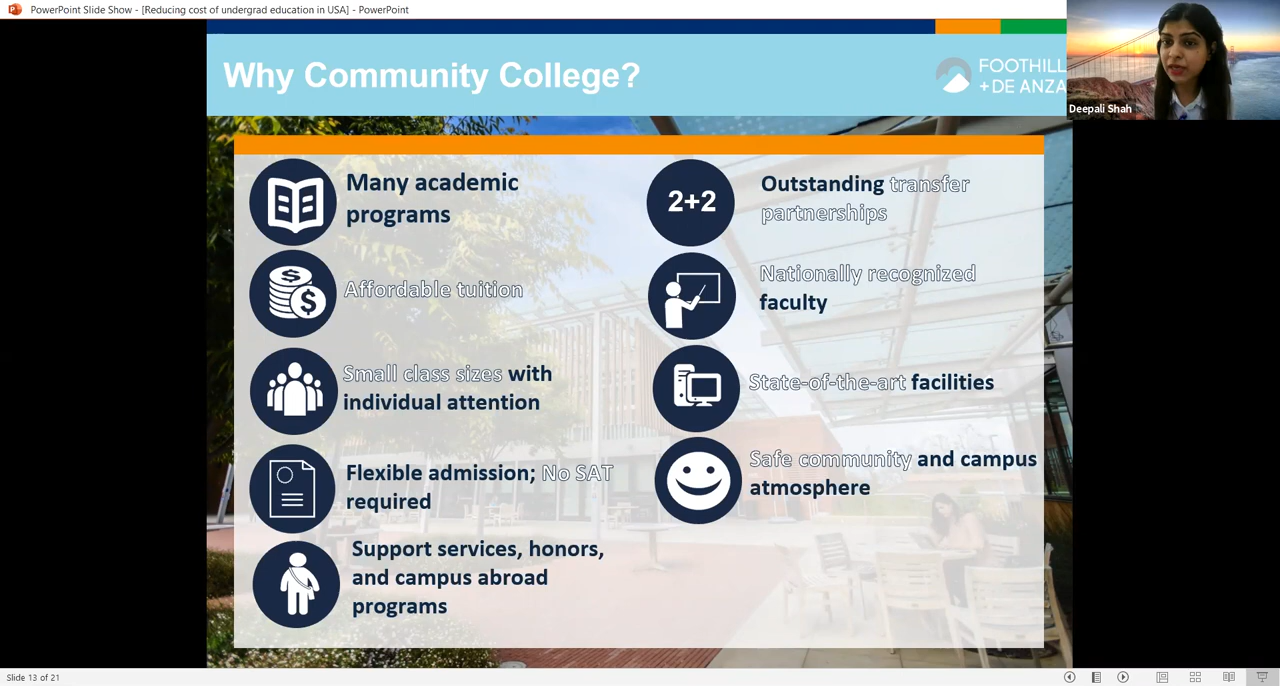 PowerPoint Slide Show - [Reducing cost of undergrad education in USA] - PowerPoint
Why Community College?
FOOTHILL
+DE ANZA
Deepali Shah
Many academic
programs
Affordable tuition
Small class sizes with
individual attention
Flexible admission; No SAT
required
Support services, honors,
and campus abroad
programs
2+2
Outstanding transfer
partnerships
Nationally recognized
faculty
State-of-the-art facilities
Safe community and campus
atmosphere
Slide 13 of 21